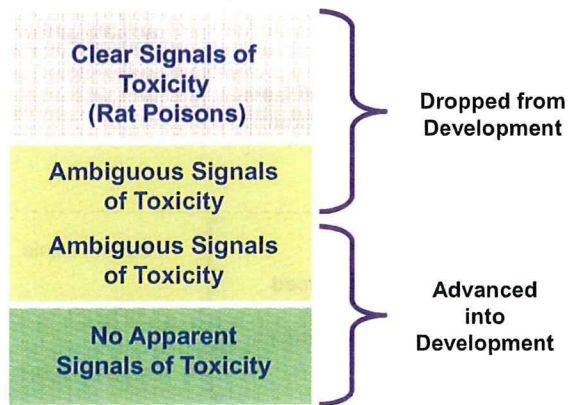 Clear Signals of
Toxicity
(Rat Poisons)
Dropped from
Development
Ambiguous Signals
of Toxicity
Ambiguous Signals
of Toxicity
Advanced
into
Development
No Apparent
Signals of Toxicity